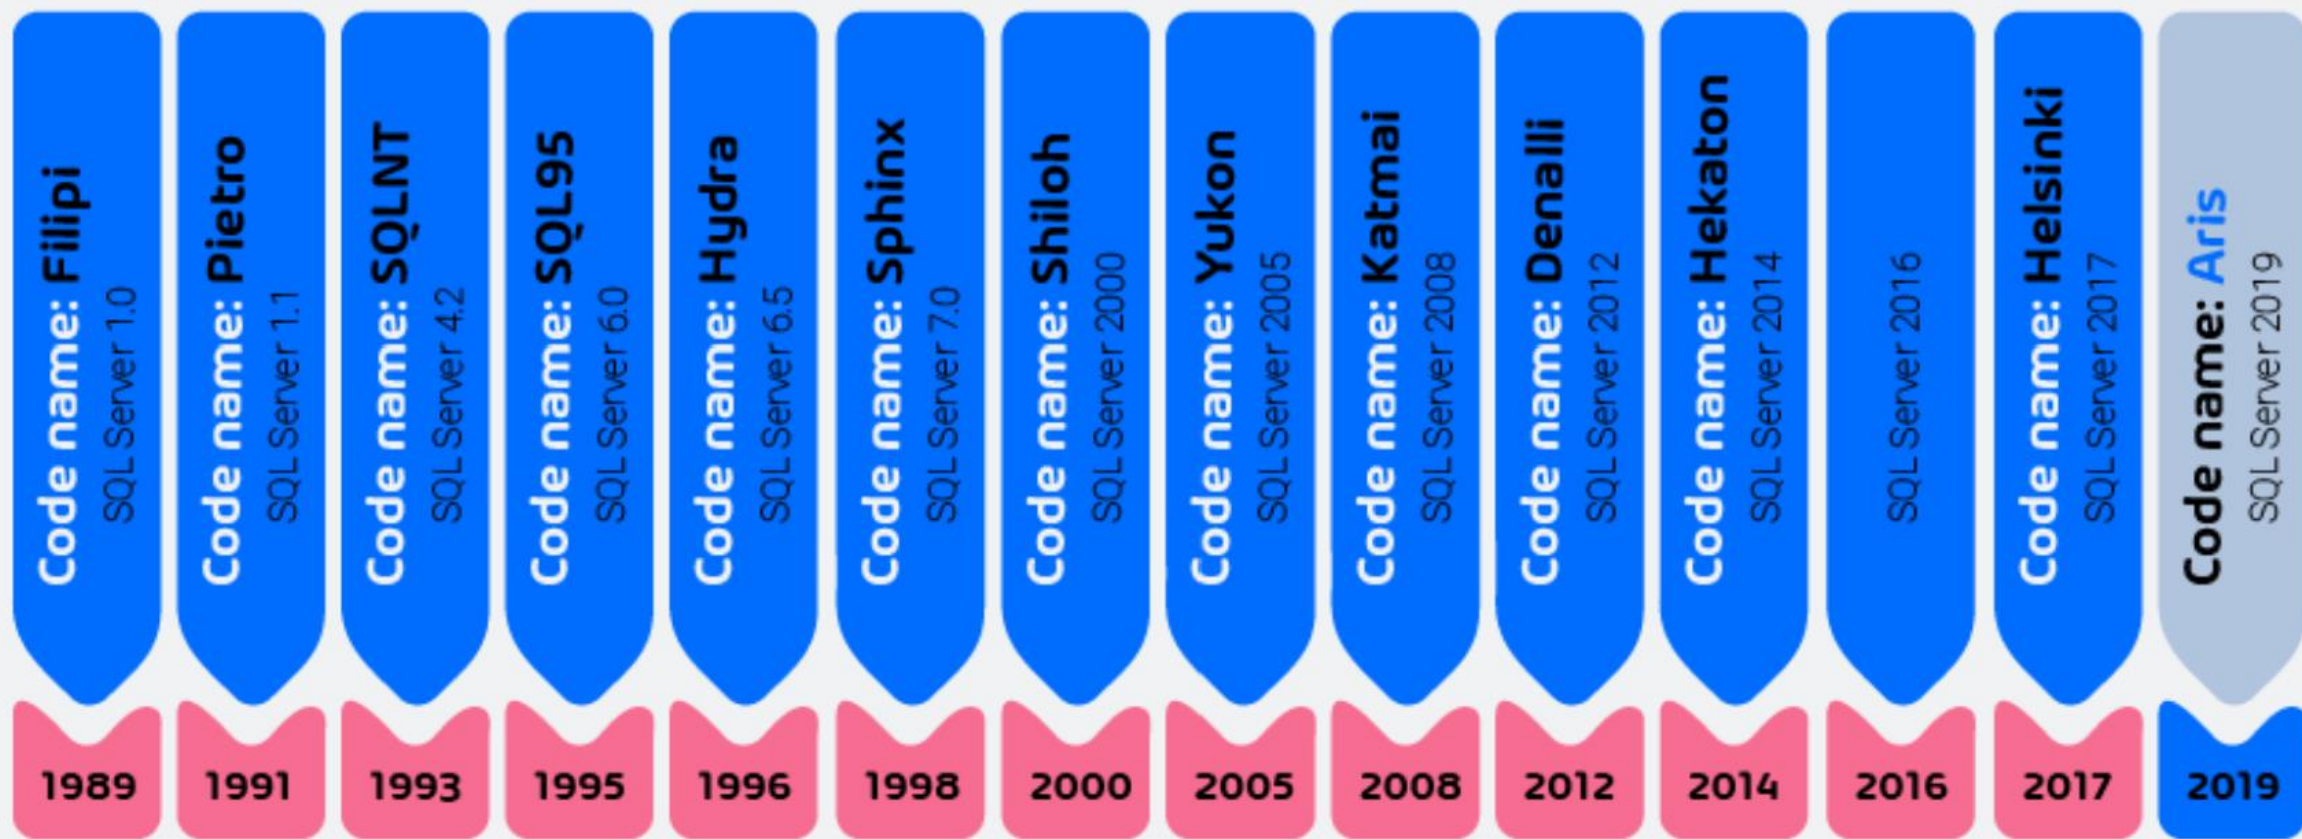 Code name: Filipi
SQL Server 1.0
1989
Code name: Pietro
SQL Server 1.1
1991
Code name: SQLNT
SQL Server 4.2
1993
Code name: SQL95
SQL Server 6.0
1995
Code name: Hydra
SQL Server 6.5
1996
Code name: Sphinx
SQL Server 7.0
1998
Code name: Shiloh
SQL Server 2000
2000
Code name: Yukon
SQL Server 2005
2005
Code name: Katmai
SQL Server 2008
2008
Code name: Denalli
SQL Server 2012
2012
Code name: Hekaton
SQL Server 2014
2014
SQL Server 2016
2016
Code name: Helsinki
SQL Server 2017
2017
Code name: Aris
SQL Server 2019
2019